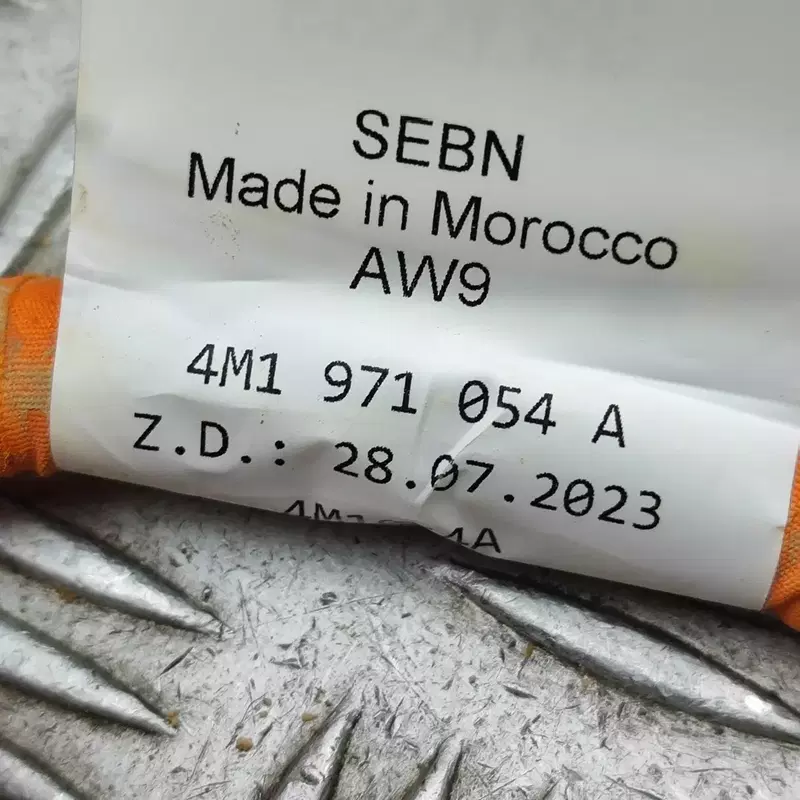 SEBN
Made in Morocco
AW9
4M1 971 054 A
Z.D.: 28.07.2023